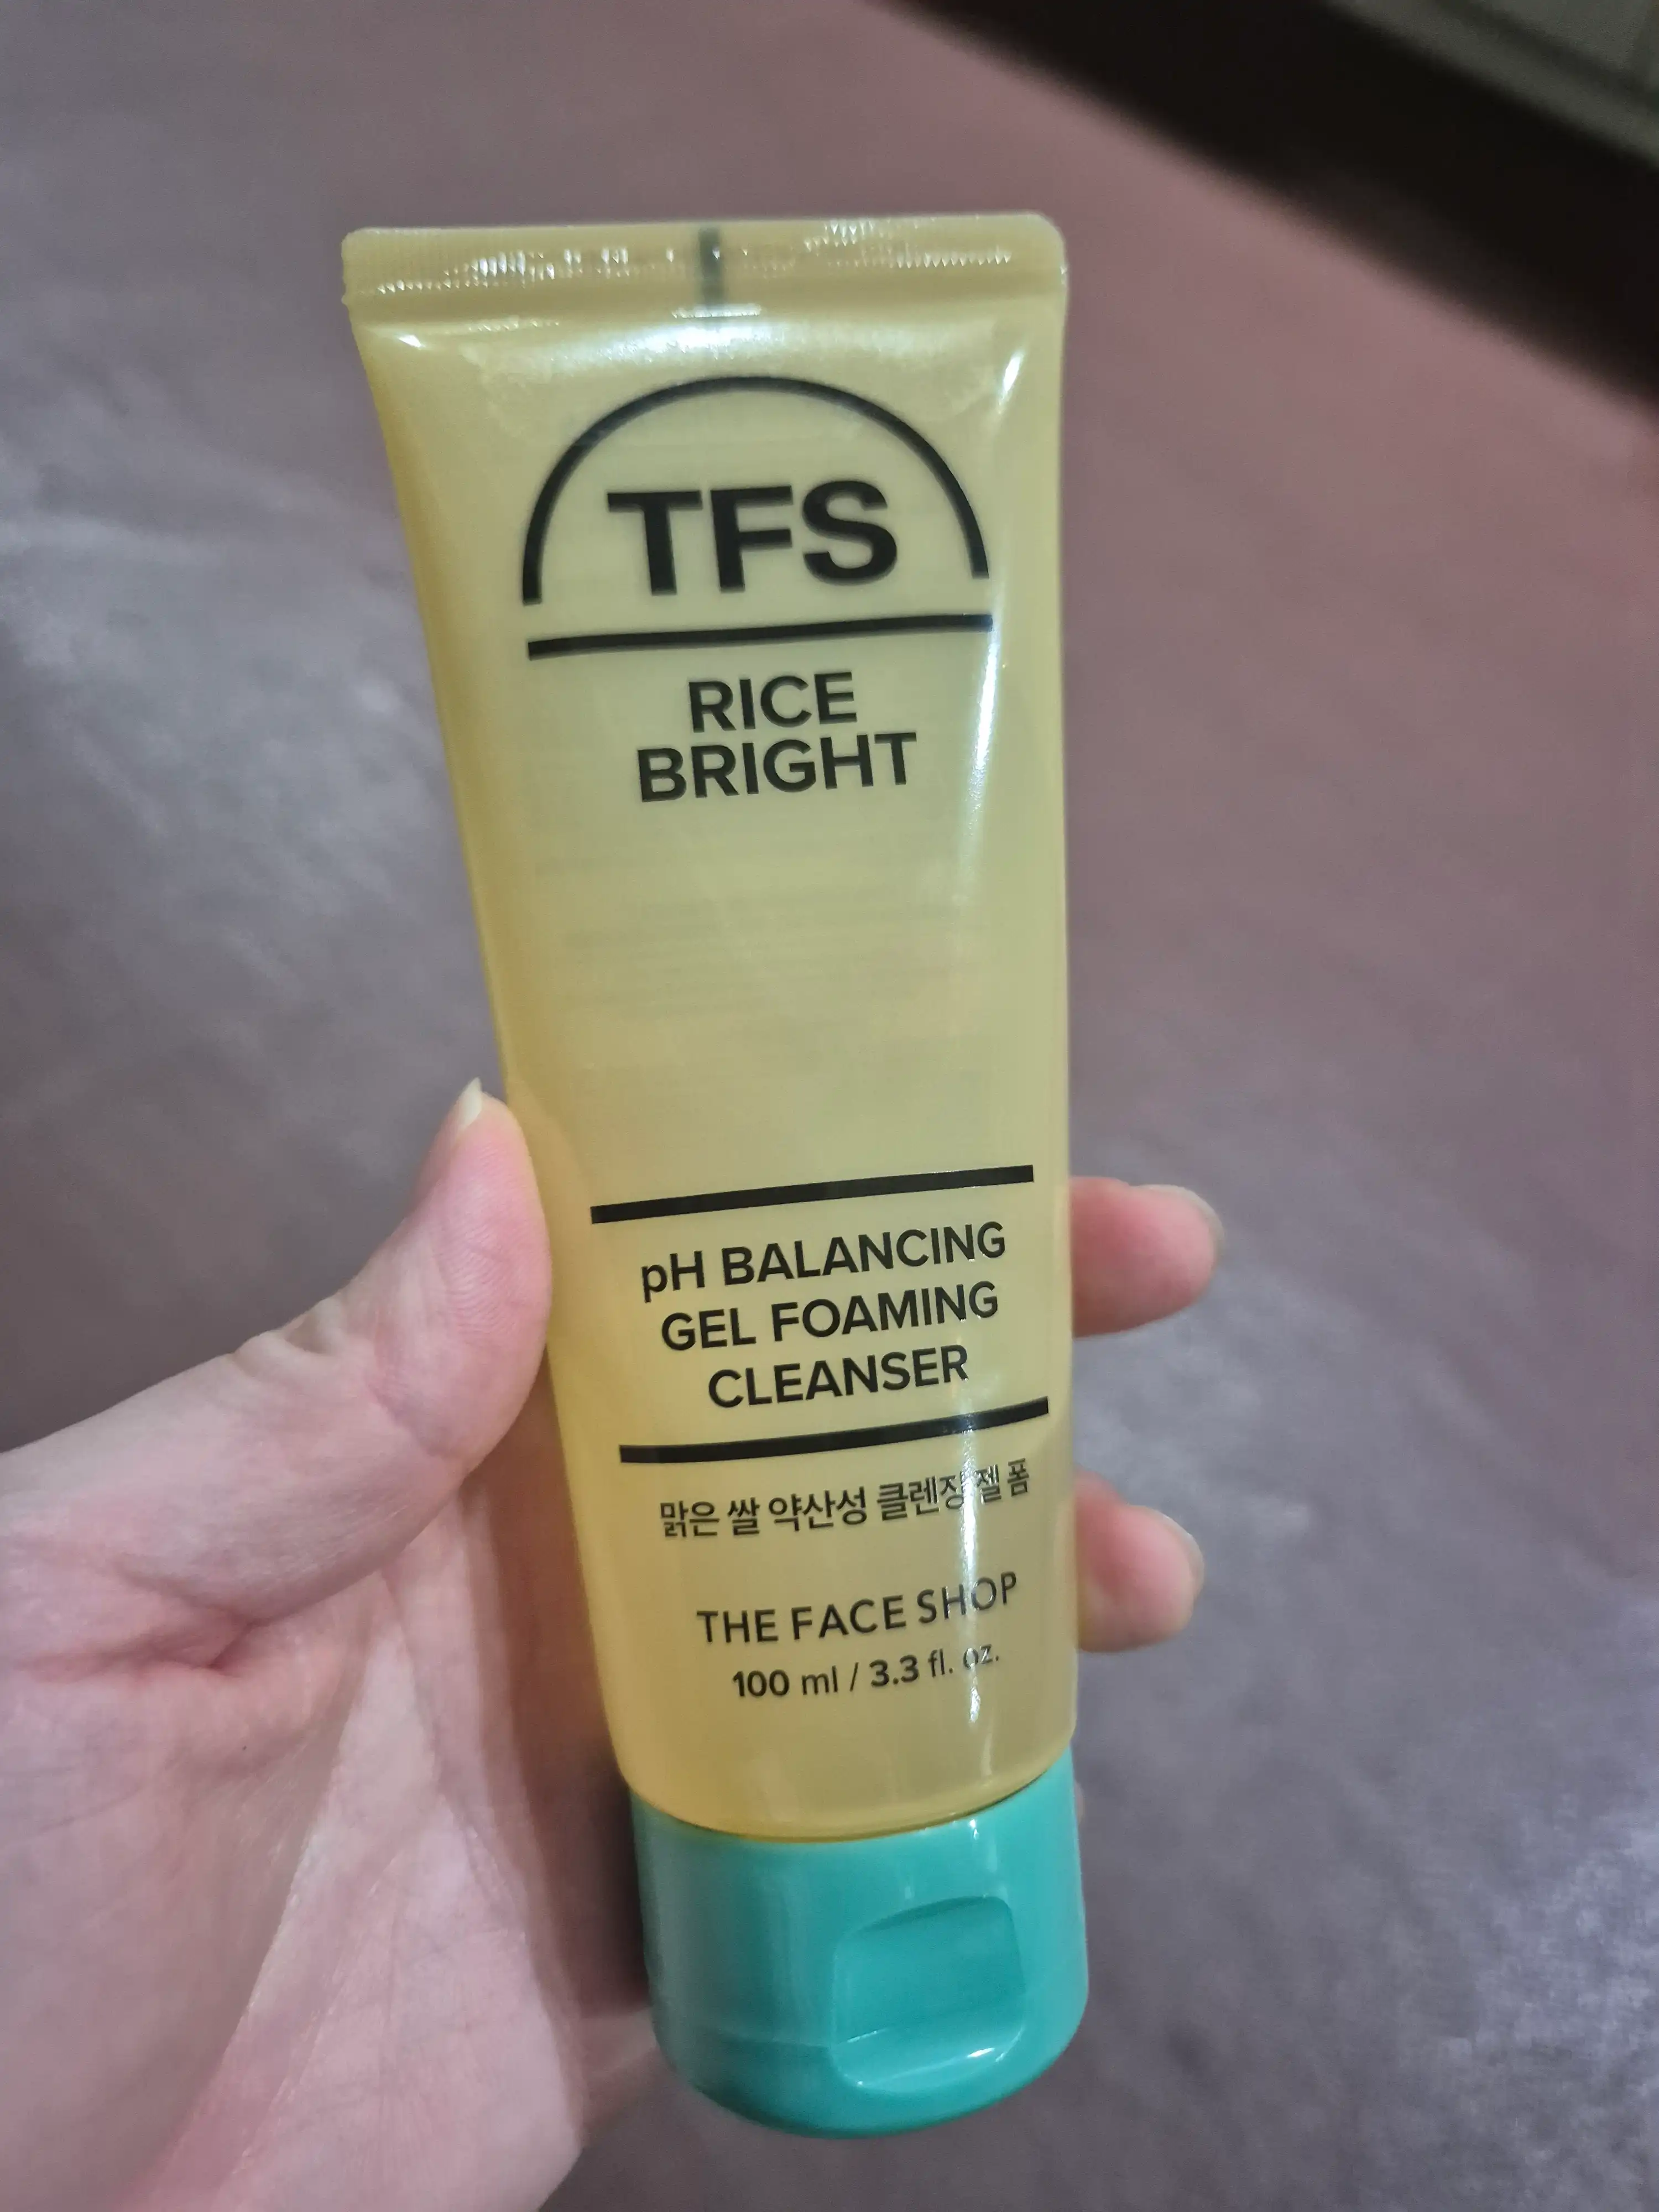 TFS
RICE
BRIGHT
pH BALANCING
GEL FOAMING
CLEANSER
맑은 쌀 약산성 클렌징 젤 폼
THE FACE SHOP
100 ml / 3.3 fl. oz.